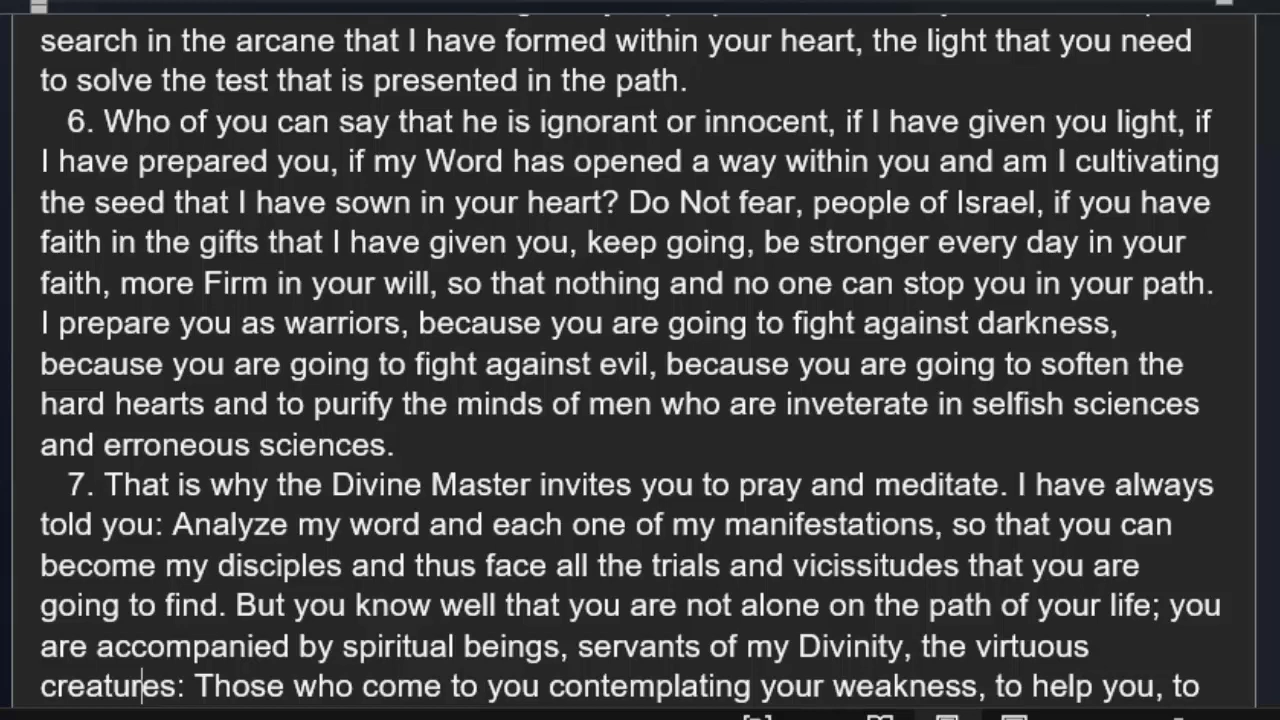 search in the arcane that I have formed within your heart, the light that you need
to solve the test that is presented in the path.
6. Who of you can say that he is ignorant or innocent, if I have given you light, if
I have prepared you, if my Word has opened a way within you and am I cultivating
the seed that I have sown in your heart? Do Not fear, people of Israel, if you have
faith in the gifts that I have given you, keep going, be stronger every day in your
faith, more Firm in your will, so that nothing and no one can stop you in your path.
I prepare you as warriors, because you are going to fight against darkness,
because you are going to fight against evil, because you are going to soften the
hard hearts and to purify the minds of men who are inveterate in selfish sciences
and erroneous sciences.
7. That is why the Divine Master invites you to pray and meditate. I have always
told you: Analyze my word and each one of my manifestations, so that you can
become my disciples and thus face all the trials and vicissitudes that you are
going to find. But you know well that you are not alone on the path of your life; you
are accompanied by spiritual beings, servants of my Divinity, the virtuous
creatures: Those who come to you contemplating your weakness, to help you, to